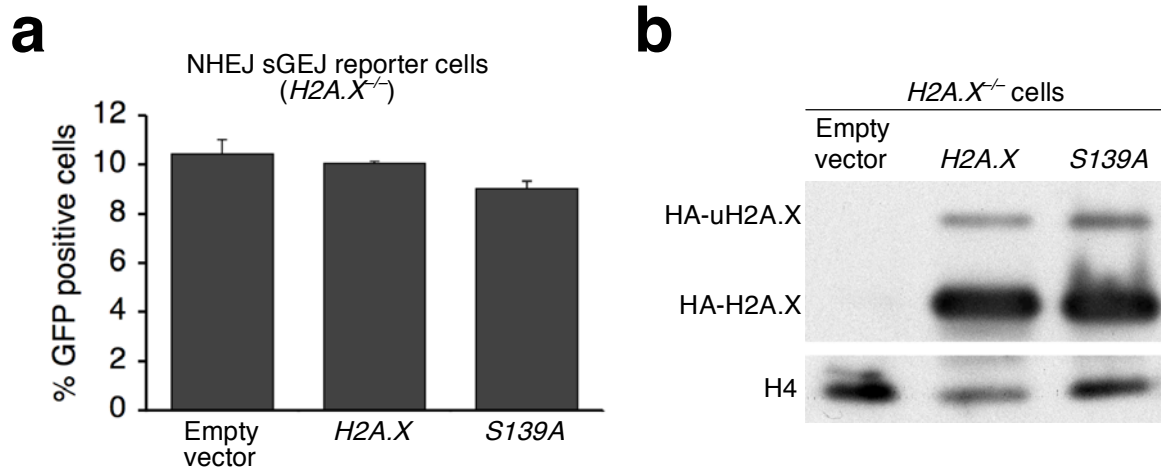 a
NHEJ sGEJ reporter cells
(H2A.X–/–)
% GFP positive cells
12
10
8
6
4
2
0
Empty
vector
H2A.X
S139A
b
H2A.X–/– cells
Empty
vector
H2A.X
S139A
HA-uH2A.X
HA-H2A.X
H4